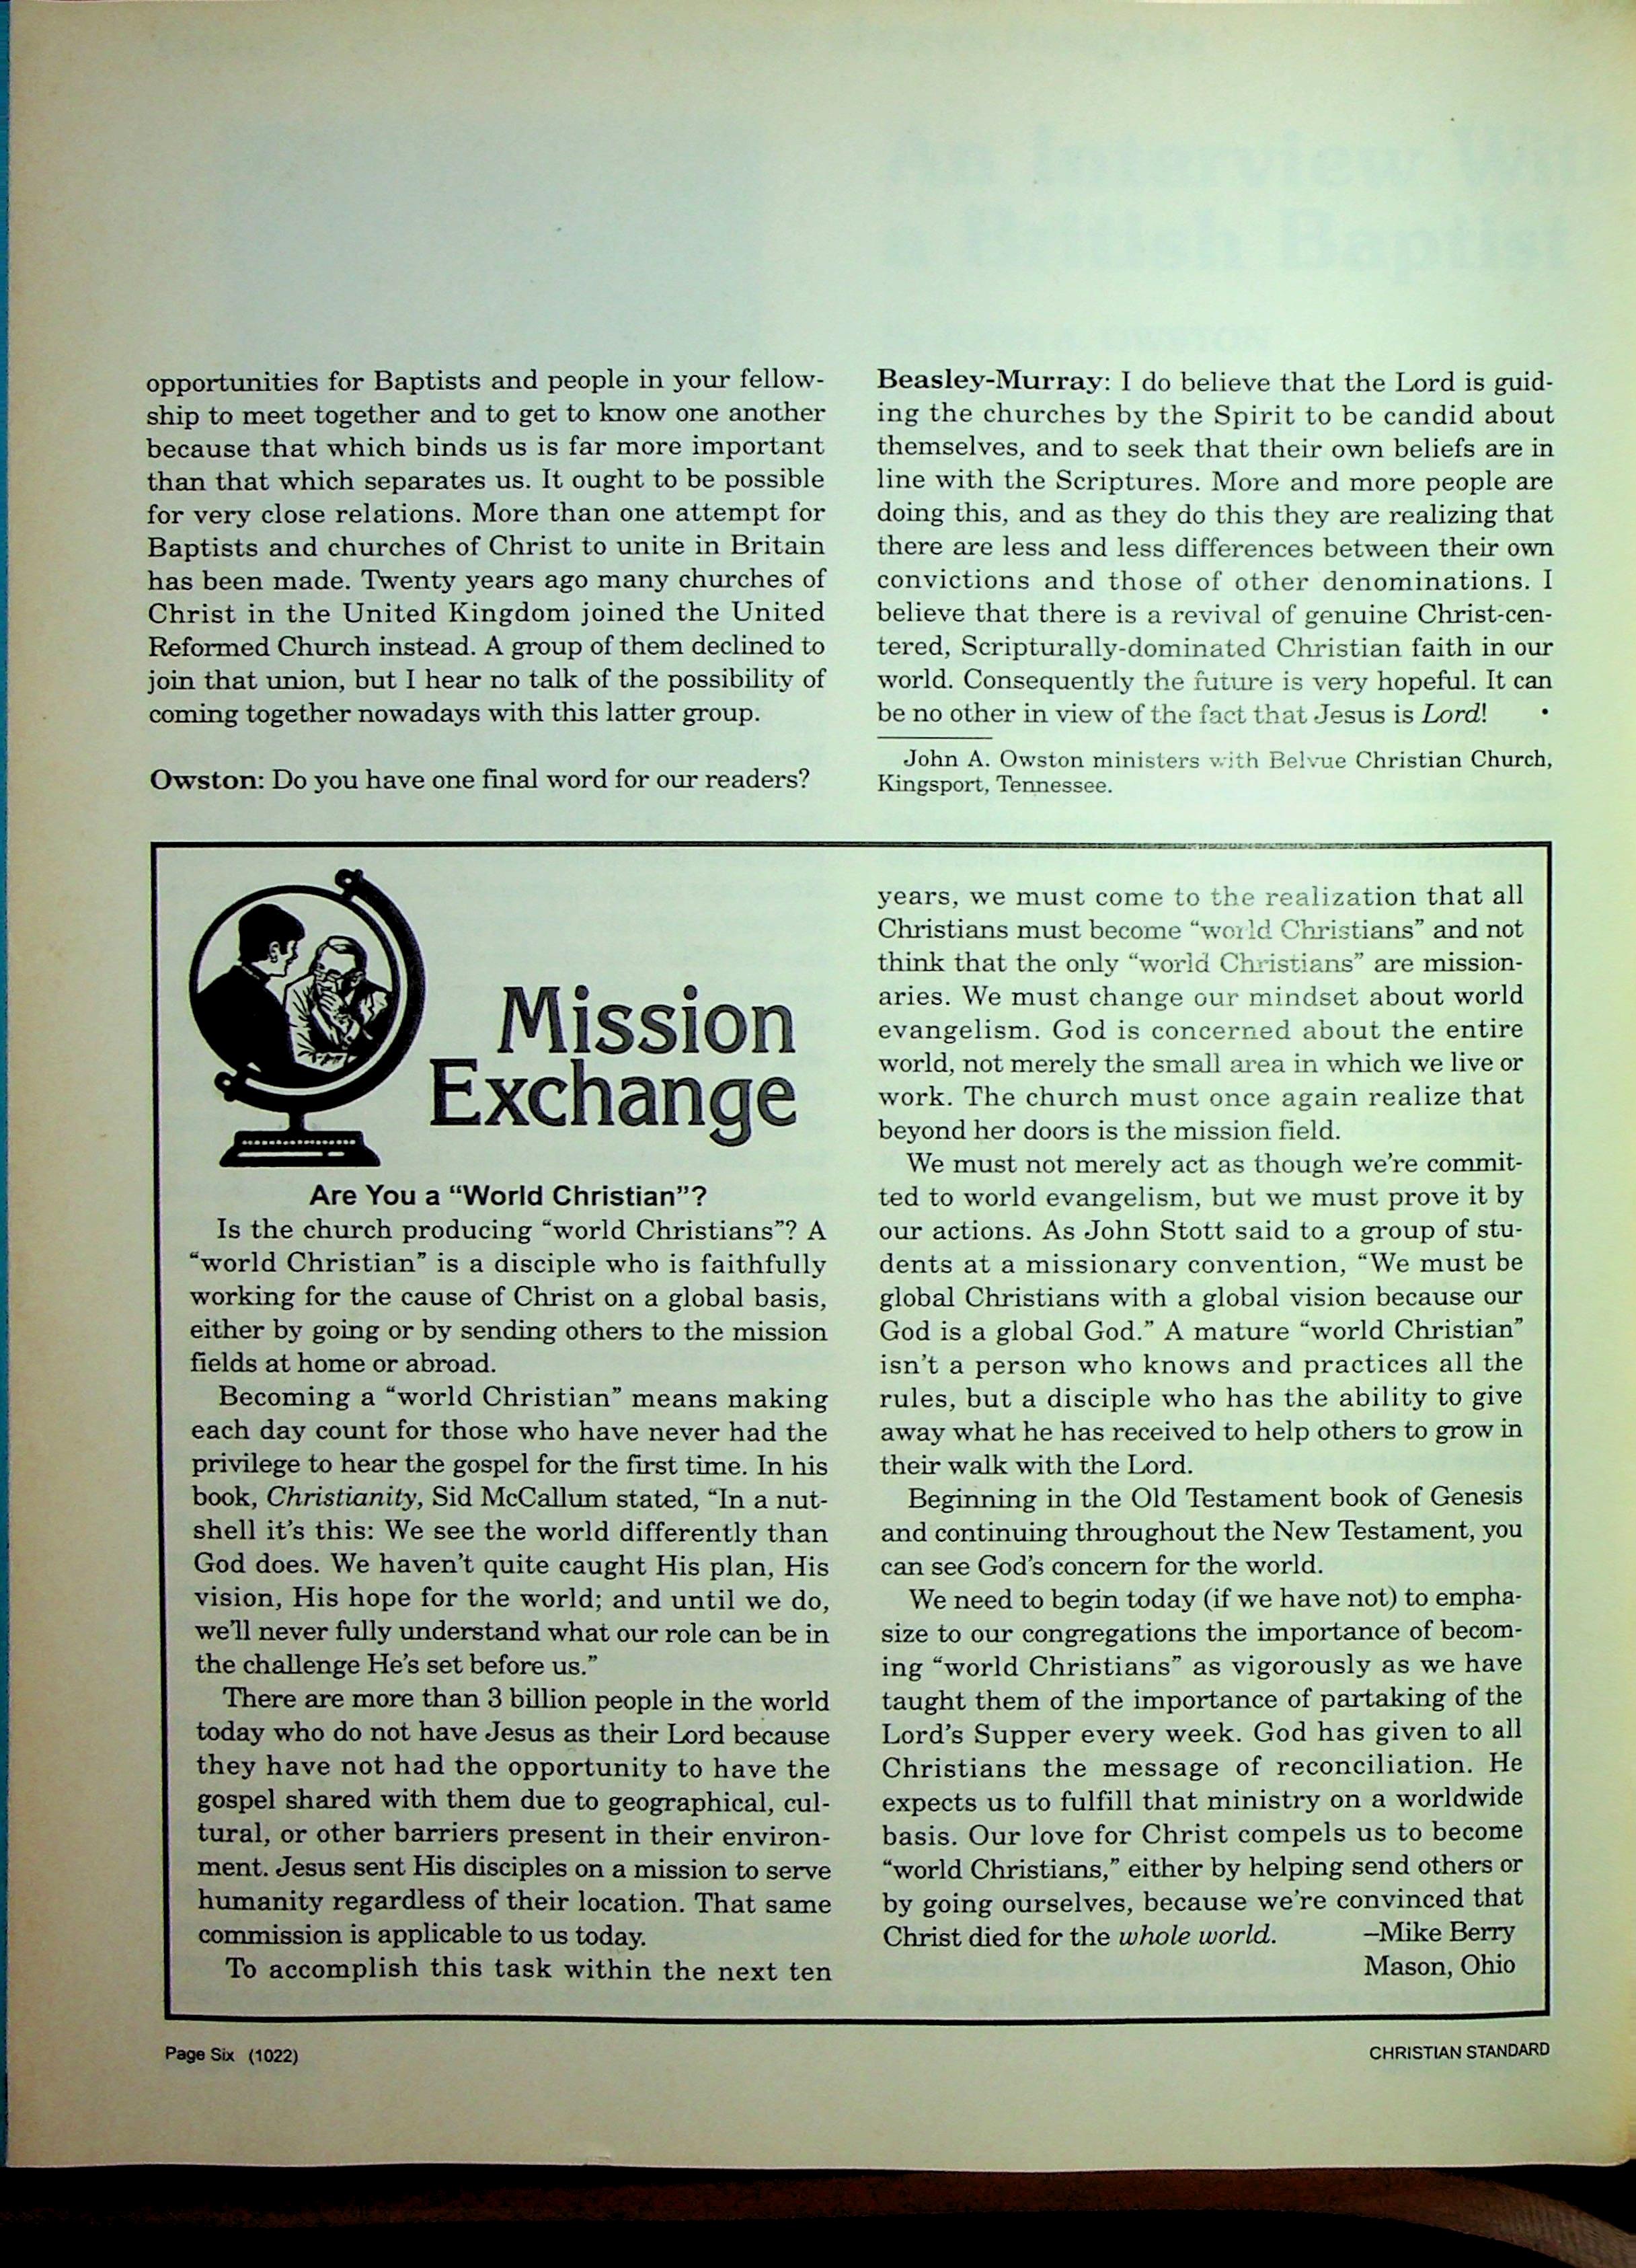 opportunities for Baptists and people in your fellow-
ship to meet together and to get to know one another
because that which binds us is far more important
than that which separates us. It ought to be possible
for very close relations. More than one attempt for
Baptists and churches of Christ to unite in Britain
has been made. Twenty years ago many churches of
Christ in the United Kingdom joined the United
Reformed Church instead. A group of them declined to
join that union, but I hear no talk of the possibility of
coming together nowadays with this latter group.
Owston: Do you have one final word for our readers?
Beasley-Murray: I do believe that the Lord is guid-
ing the churches by the Spirit to be candid about
themselves, and to seek that their own beliefs are in
line with the Scriptures. More and more people are
doing this, and as they do this they are realizing that
there are less and less differences between their own
convictions and those of other denominations. I
believe that there is a revival of genuine Christ-cen-
tered, Scripturally-dominated Christian faith in our
world. Consequently the future is very hopeful. It can
be no other in view of the fact that Jesus is Lord! •
John A. Owston ministers with Belvue Christian Church,
Kingsport, Tennessee.
Mission
Exchange
Are You a “World Christian”?
Is the church producing “world Christians”? A
“world Christian” is a disciple who is faithfully
working for the cause of Christ on a global basis,
either by going or by sending others to the mission
fields at home or abroad.
Becoming a “world Christian” means making
each day count for those who have never had the
privilege to hear the gospel for the first time. In his
book, Christianity, Sid McCallum stated, “In a nut-
shell it’s this: We see the world differently than
God does. We haven’t quite caught His plan, His
vision, His hope for the world; and until we do,
we’ll never fully understand what our role can be in
the challenge He’s set before us.”
There are more than 3 billion people in the world
today who do not have Jesus as their Lord because
they have not had the opportunity to have the
gospel shared with them due to geographical, cul-
tural, or other barriers present in their environ-
ment. Jesus sent His disciples on a mission to serve
humanity regardless of their location. That same
commission is applicable to us today.
To accomplish this task within the next ten
years, we must come to the realization that all
Christians must become “world Christians” and not
think that the only “world Christians” are mission-
aries. We must change our mindset about world
evangelism. God is concerned about the entire
world, not merely the small area in which we live or
work. The church must once again realize that
beyond her doors is the mission field.
We must not merely act as though we’re commit-
ted to world evangelism, but we must prove it by
our actions. As John Stott said to a group of stu-
dents at a missionary convention, “We must be
global Christians with a global vision because our
God is a global God.” A mature “world Christian”
isn’t a person who knows and practices all the
rules, but a disciple who has the ability to give
away what he has received to help others to grow in
their walk with the Lord.
Beginning in the Old Testament book of Genesis
and continuing throughout the New Testament, you
can see God’s concern for the world.
We need to begin today (if we have not) to empha-
size to our congregations the importance of becom-
ing “world Christians” as vigorously as we have
taught them of the importance of partaking of the
Lord’s Supper every week. God has given to all
Christians the message of reconciliation. He
expects us to fulfill that ministry on a worldwide
basis. Our love for Christ compels us to become
“world Christians,” either by helping send others or
by going ourselves, because we’re convinced that
Christ died for the whole world. –Mike Berry
Mason, Ohio
Page Six (1022)
CHRISTIAN STANDARD